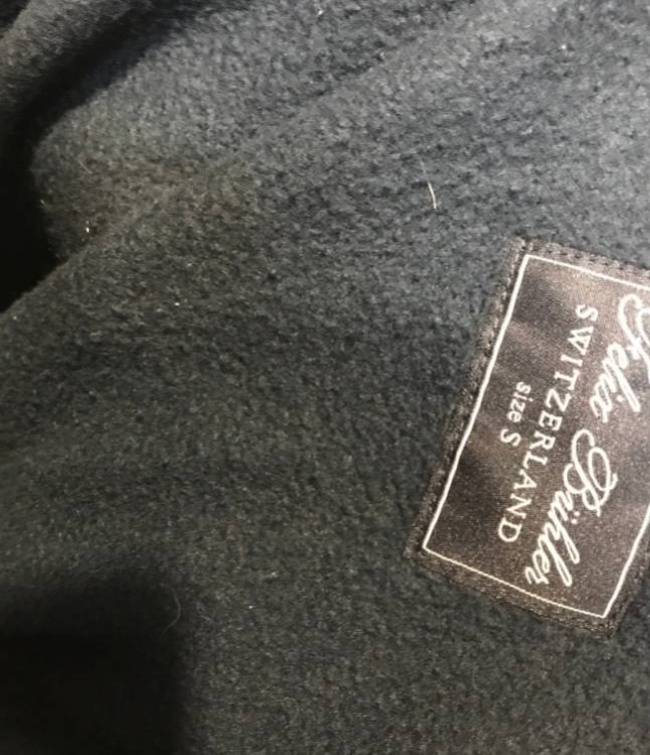 Felix Bühler
SWITZERLAND
size S